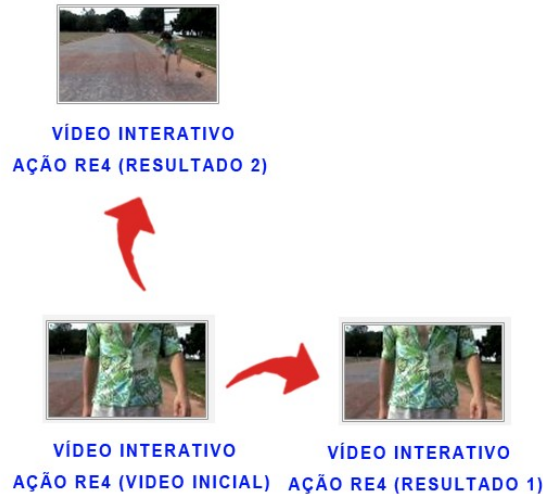 VÍDEO INTERATIVO
AÇÃO RE4 (RESULTADO 2)
VÍDEO INTERATIVO
AÇÃO RE4 (VIDEO INICIAL)
VÍDEO INTERATIVO
AÇÃO RE4 (RESULTADO 1)